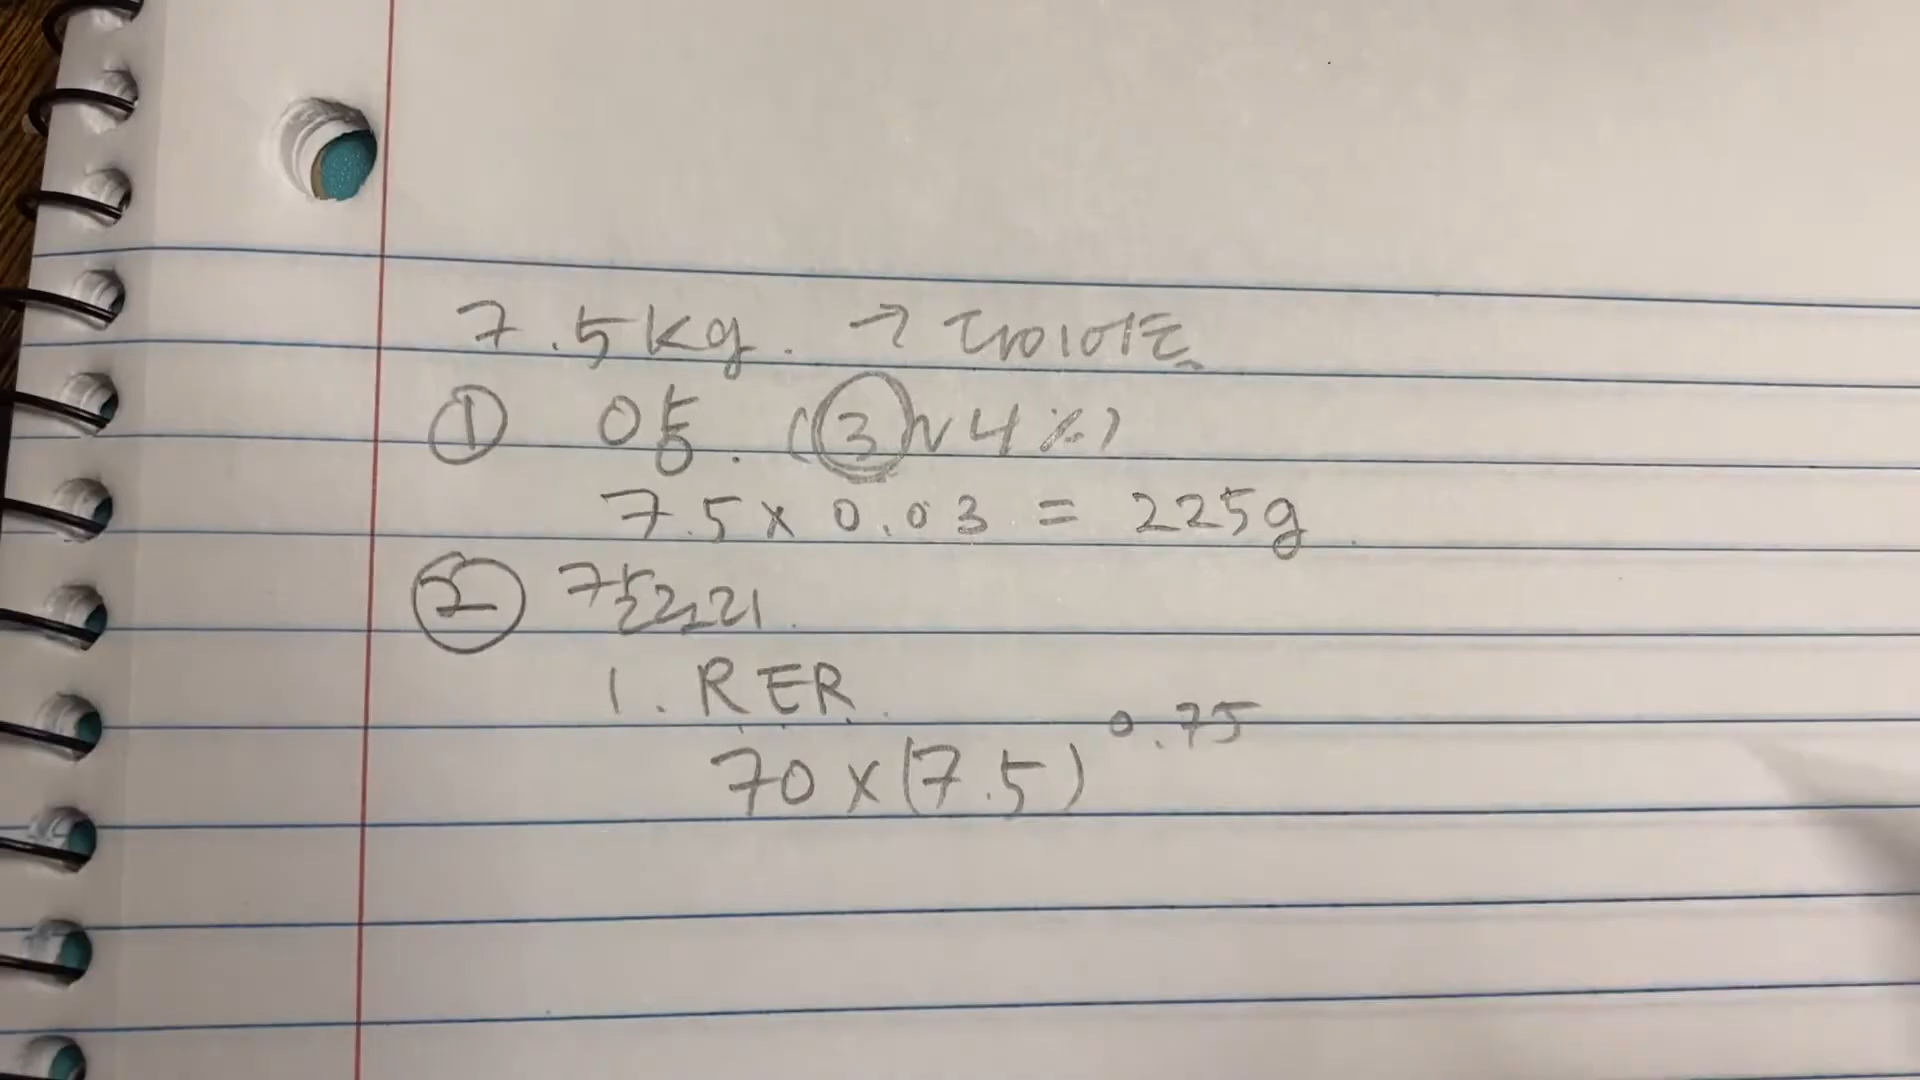 7.5kg. → 다이어트
① 양. (3~4%)
7.5 x 0.03 = 225g
② 칼로리.
1. RER.
70 x (7.5)^0.75